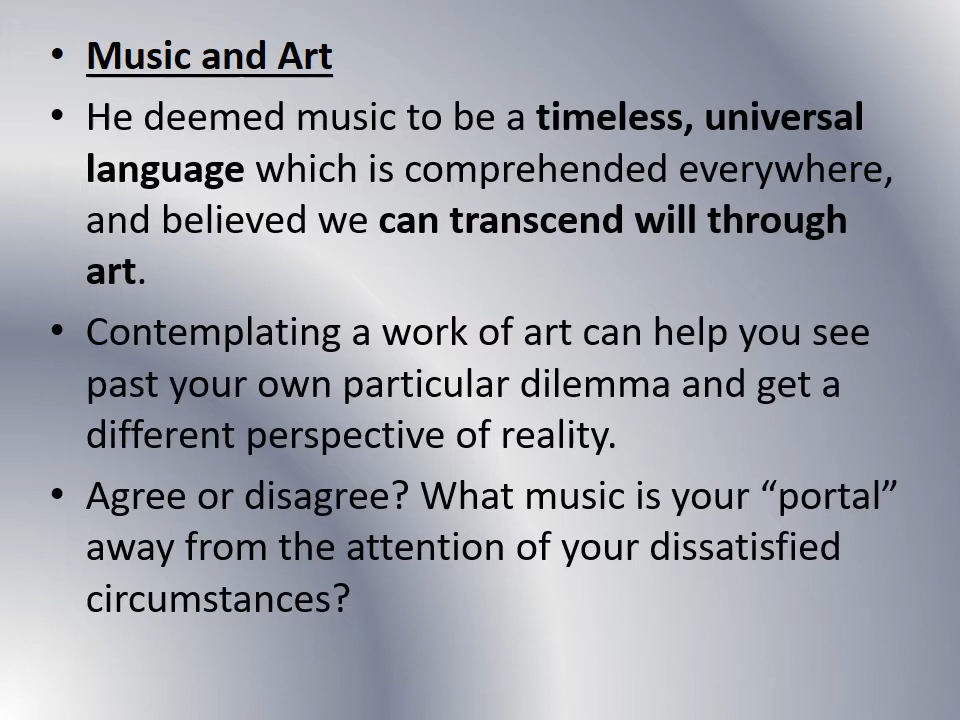 • Music and Art
• He deemed music to be a timeless, universal
language which is comprehended everywhere,
and believed we can transcend will through
art.
• Contemplating a work of art can help you see
past your own particular dilemma and get a
different perspective of reality.
• Agree or disagree? What music is your “portal”
away from the attention of your dissatisfied
circumstances?